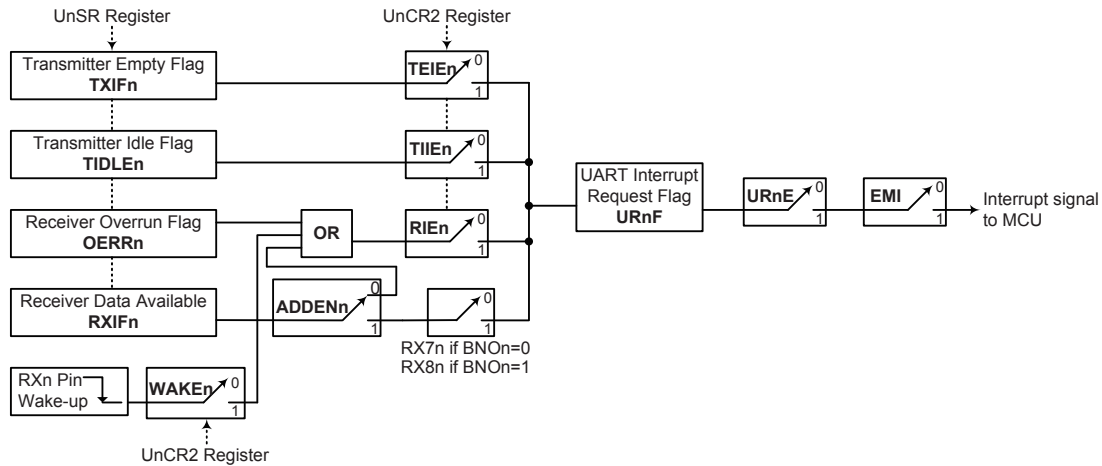 UnSR Register
UnCR2 Register
Transmitter Empty Flag
TXIFn
TEIEn
0
1
Transmitter Idle Flag
TIDLEn
TIIEn
0
1
UART Interrupt
Request Flag
URnF
URnE
0
1
EMI
0
1
Interrupt signal
to MCU
Receiver Overrun Flag
OERRn
OR
RIEn
0
1
Receiver Data Available
RXIFn
ADDENn
0
1
0
1
RX7n if BNOn=0
RX8n if BNOn=1
RXn Pin
Wake-up
WAKEn
0
1
UnCR2 Register